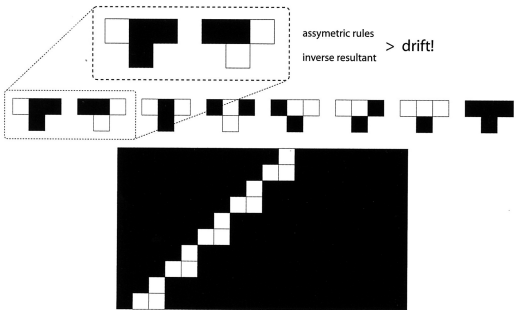 assymetric rules
inverse resultant
> drift!